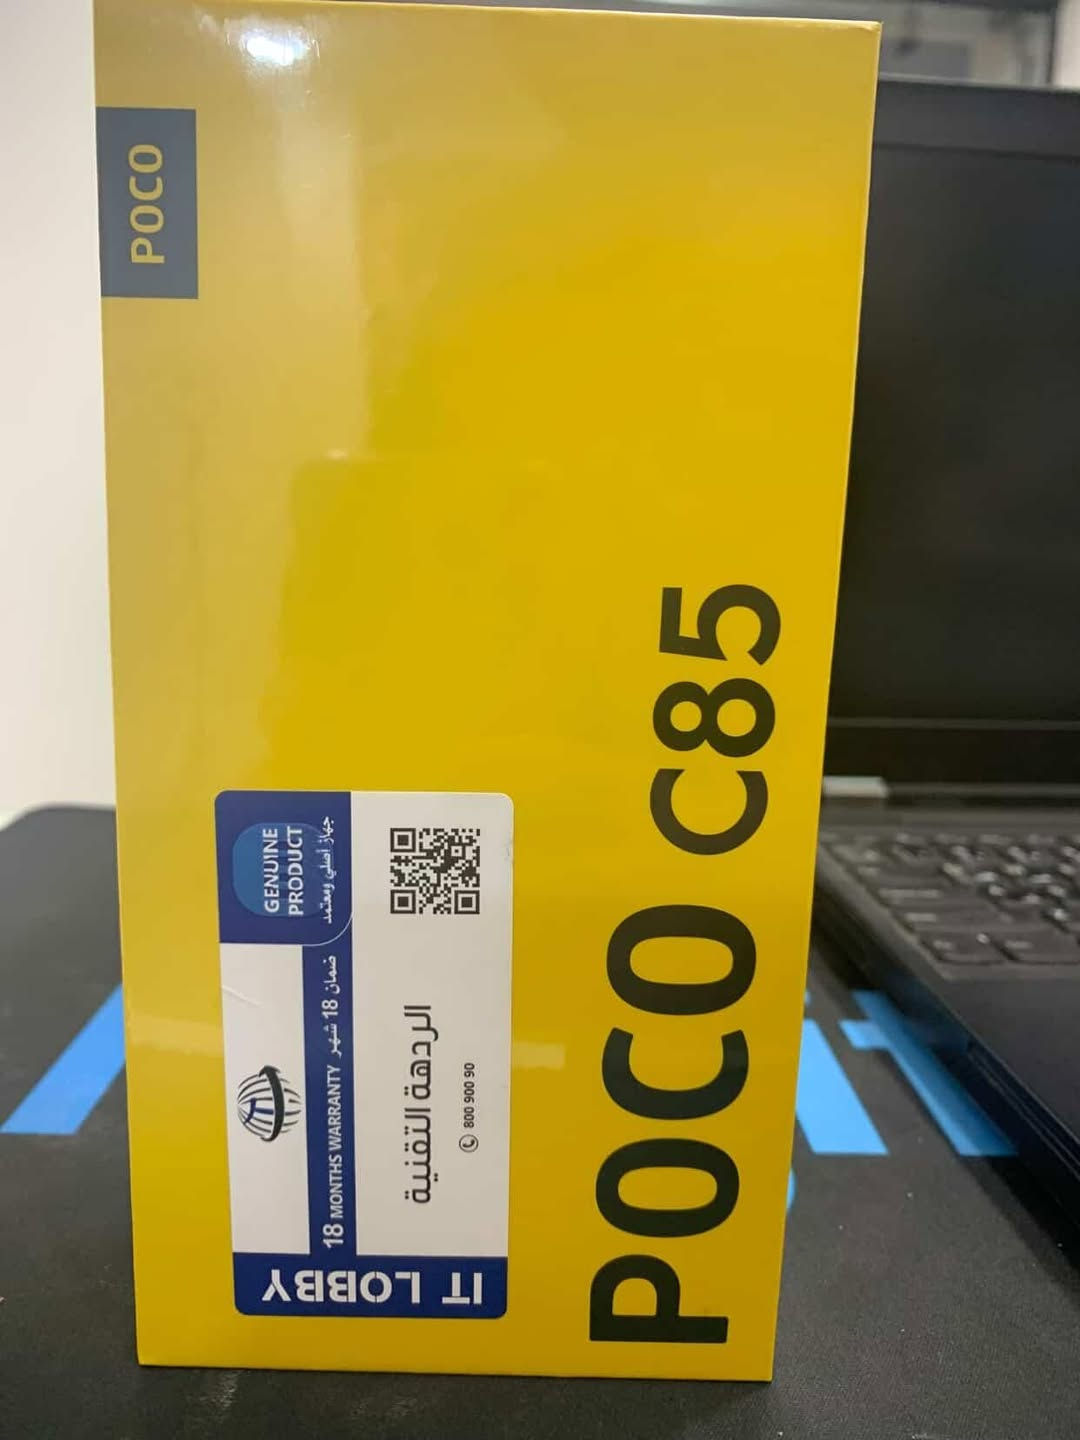 POCO
POCO C85
GENUINE
PRODUCT
جهاز أصلي ومعتمد
18 MONTHS WARRANTY ضمان 18 شهر
الردهة التقنية
800 900 90
IT LOBBY